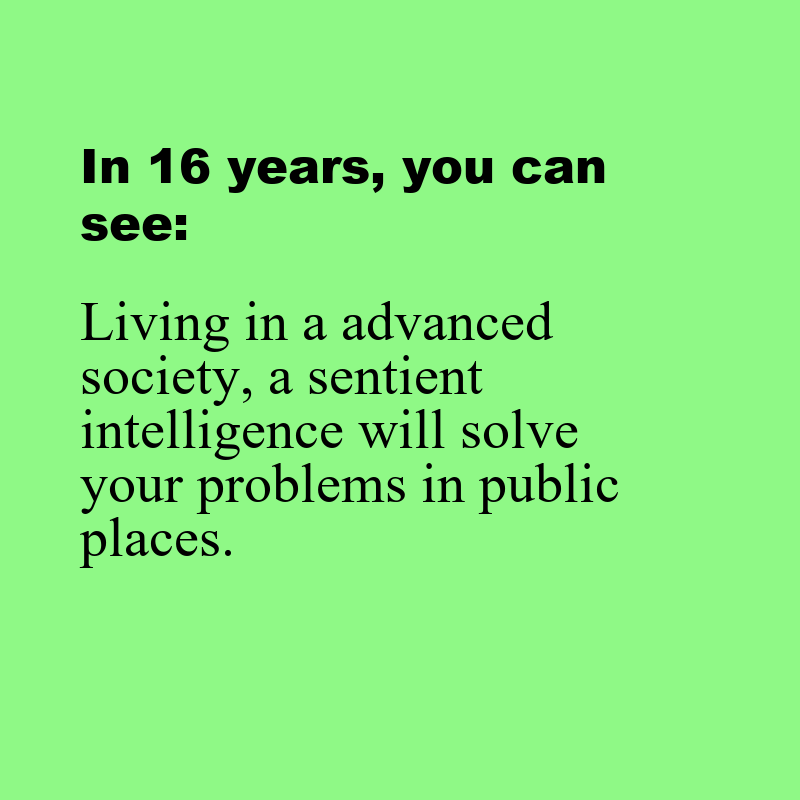 In 16 years, you can
see:
Living in a advanced
society, a sentient
intelligence will solve
your problems in public
places.